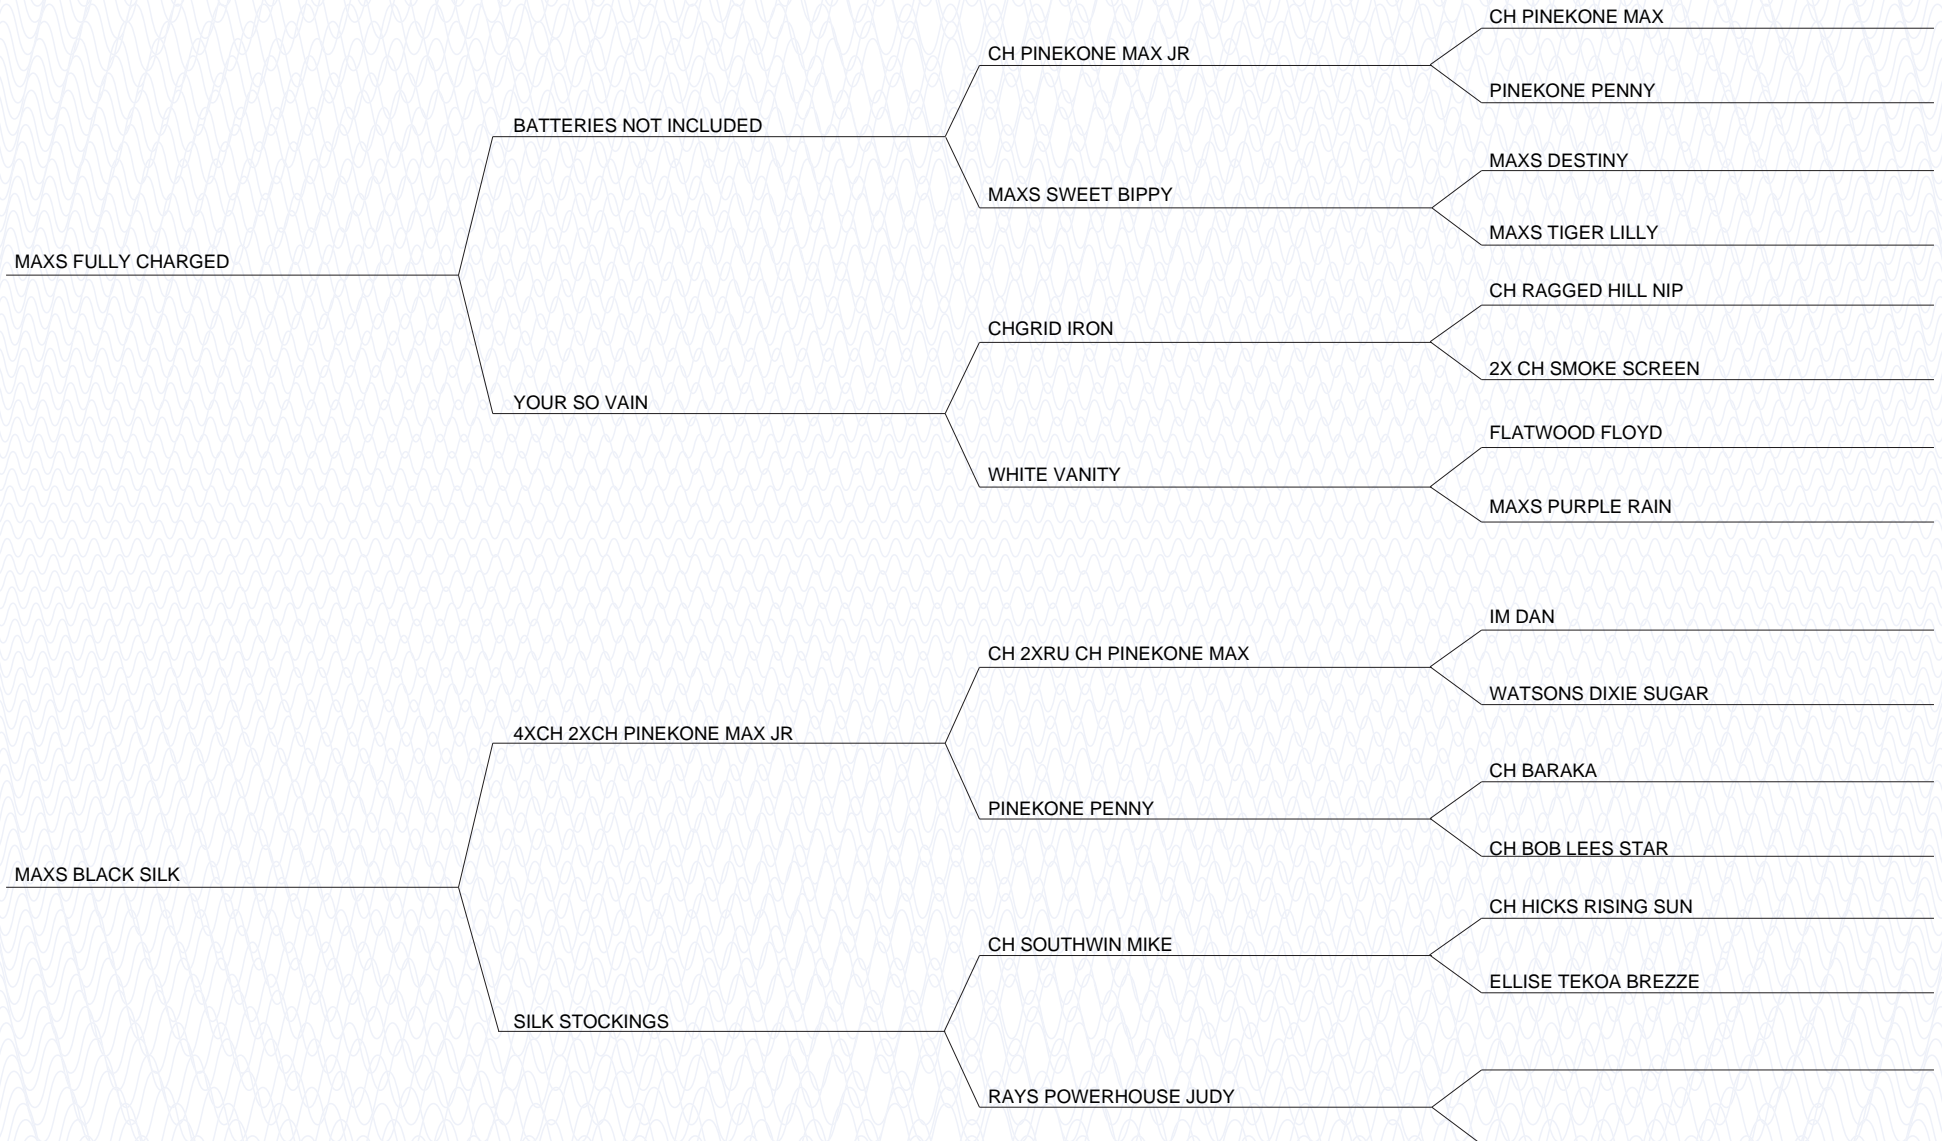 CH PINEKONE MAX
CH PINEKONE MAX JR
PINEKONE PENNY
BATTERIES NOT INCLUDED
MAXS DESTINY
MAXS SWEET BIPPY
MAXS TIGER LILLY
MAXS FULLY CHARGED
CH RAGGED HILL NIP
CHGRID IRON
2X CH SMOKE SCREEN
YOUR SO VAIN
FLATWOOD FLOYD
WHITE VANITY
MAXS PURPLE RAIN
IM DAN
CH 2XRU CH PINEKONE MAX
WATSONS DIXIE SUGAR
4XCH 2XCH PINEKONE MAX JR
CH BARAKA
PINEKONE PENNY
CH BOB LEES STAR
MAXS BLACK SILK
CH HICKS RISING SUN
CH SOUTHWIN MIKE
ELLISE TEKOA BREZZE
SILK STOCKINGS
RAYS POWERHOUSE JUDY